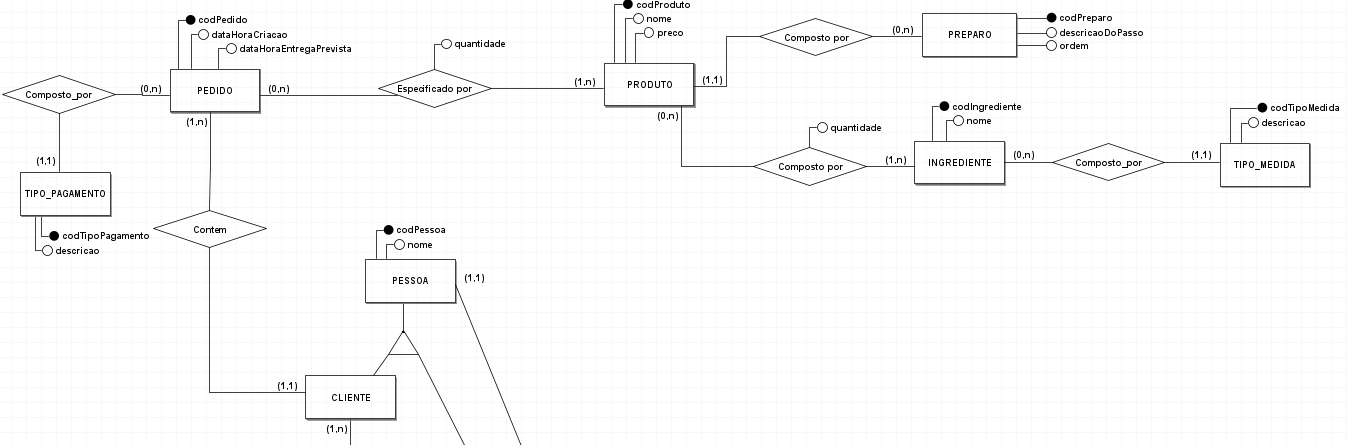 codPedido
dataHoraCriacao
dataHoraEntregaPrevista
codProduto
nome
preco
quantidade
Composto por
(0,n)
PREPARO
codPreparo
descricaoDoPasso
ordem
Composto_por
(0,n)
PEDIDO
(0,n)
Especificado por
(1,n)
PRODUTO
(1,1)
(1,n)
(0,n)
quantidade
codIngrediente
nome
codTipoMedida
descricao
(1,1)
TIPO_PAGAMENTO
Composto por
(1,n)
INGREDIENTE
(0,n)
Composto_por
(1,1)
TIPO_MEDIDA
codTipoPagamento
descricao
Contem
codPessoa
nome
PESSOA
(1,1)
(1,1)
CLIENTE
(1,n)